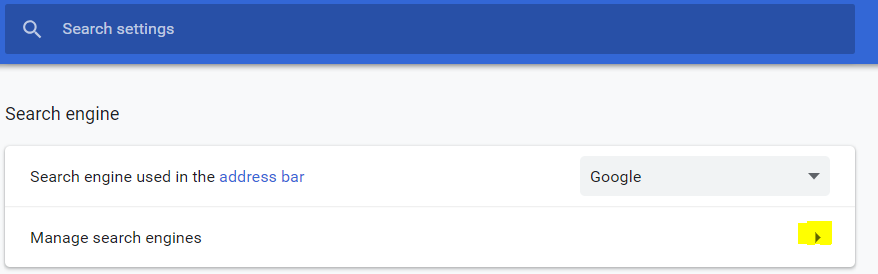 Search settings
Search engine
Search engine used in the address bar
Google
Manage search engines